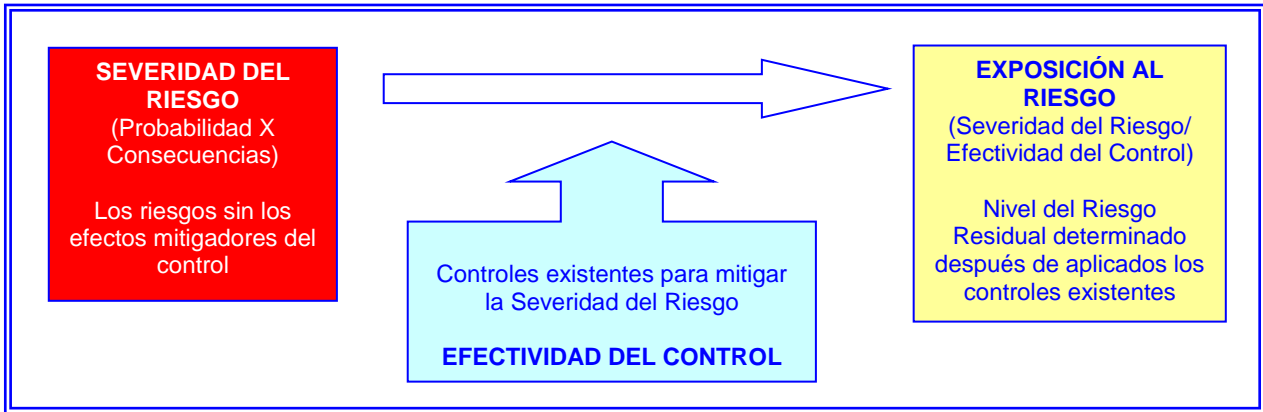 SEVERIDAD DEL
RIESGO
(Probabilidad X
Consecuencias)
Los riesgos sin los
efectos mitigadores del
control
Controles existentes para mitigar
la Severidad del Riesgo
EFECTIVIDAD DEL CONTROL
EXPOSICIÓN AL
RIESGO
(Severidad del Riesgo/
Efectividad del Control)
Nivel del Riesgo
Residual determinado
después de aplicados los
controles existentes